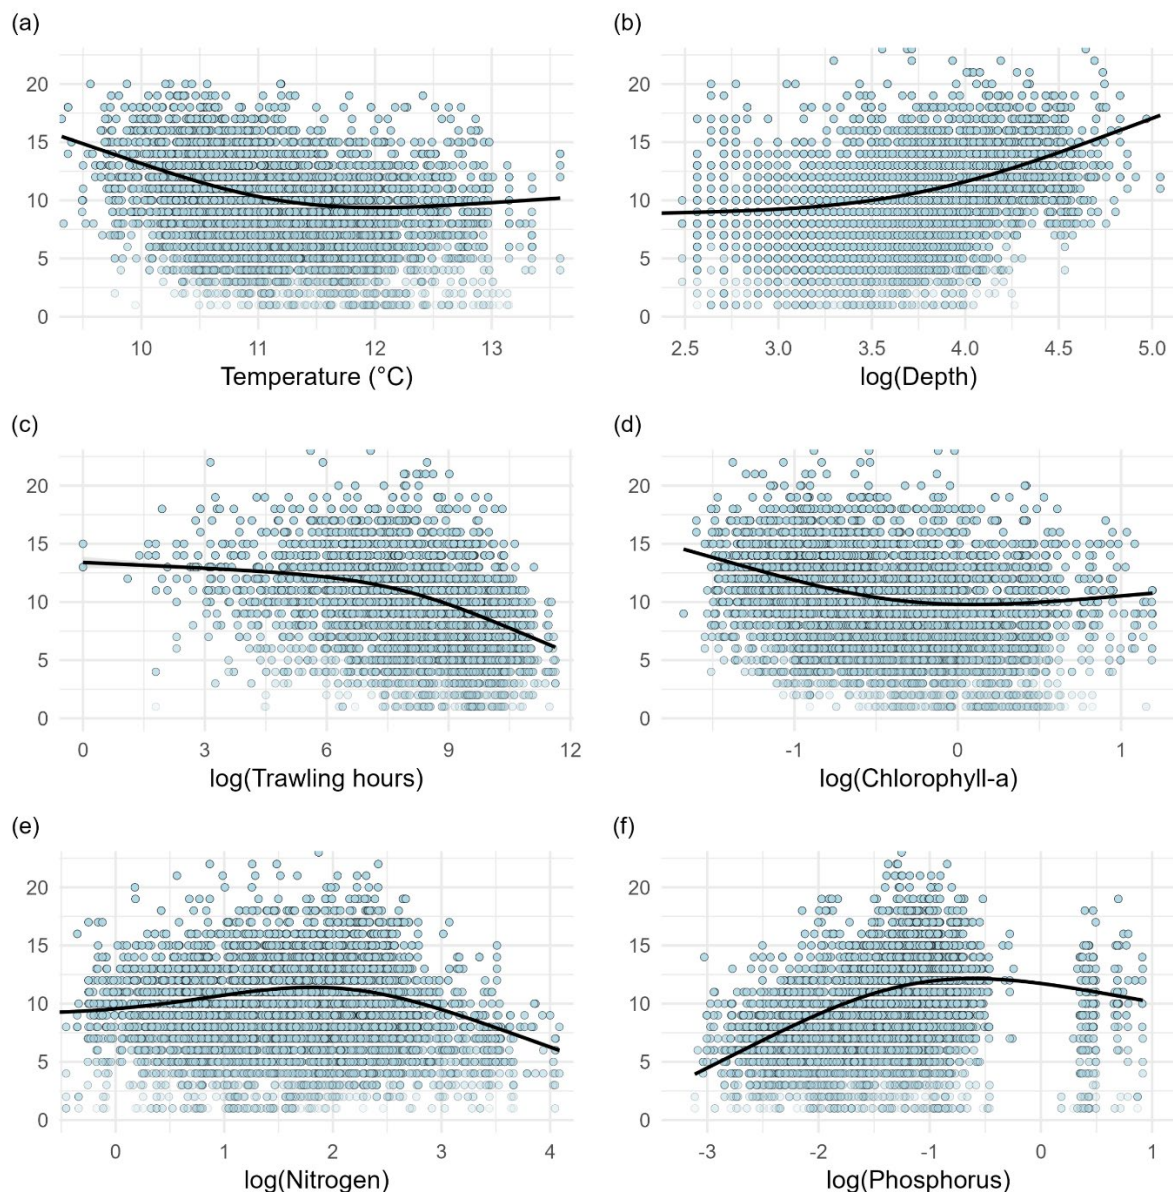 (a)
20
15
10
5
0
10 11 12 13
Temperature (°C)
(b)
20
15
10
5
0
2.5 3.0 3.5 4.0 4.5 5.0
log(Depth)
(c)
20
15
10
5
0
0 3 6 9 12
log(Trawling hours)
(d)
20
15
10
5
0
-1 0 1
log(Chlorophyll-a)
(e)
20
15
10
5
0
0 1 2 3 4
log(Nitrogen)
(f)
20
15
10
5
0
-3 -2 -1 0 1
log(Phosphorus)